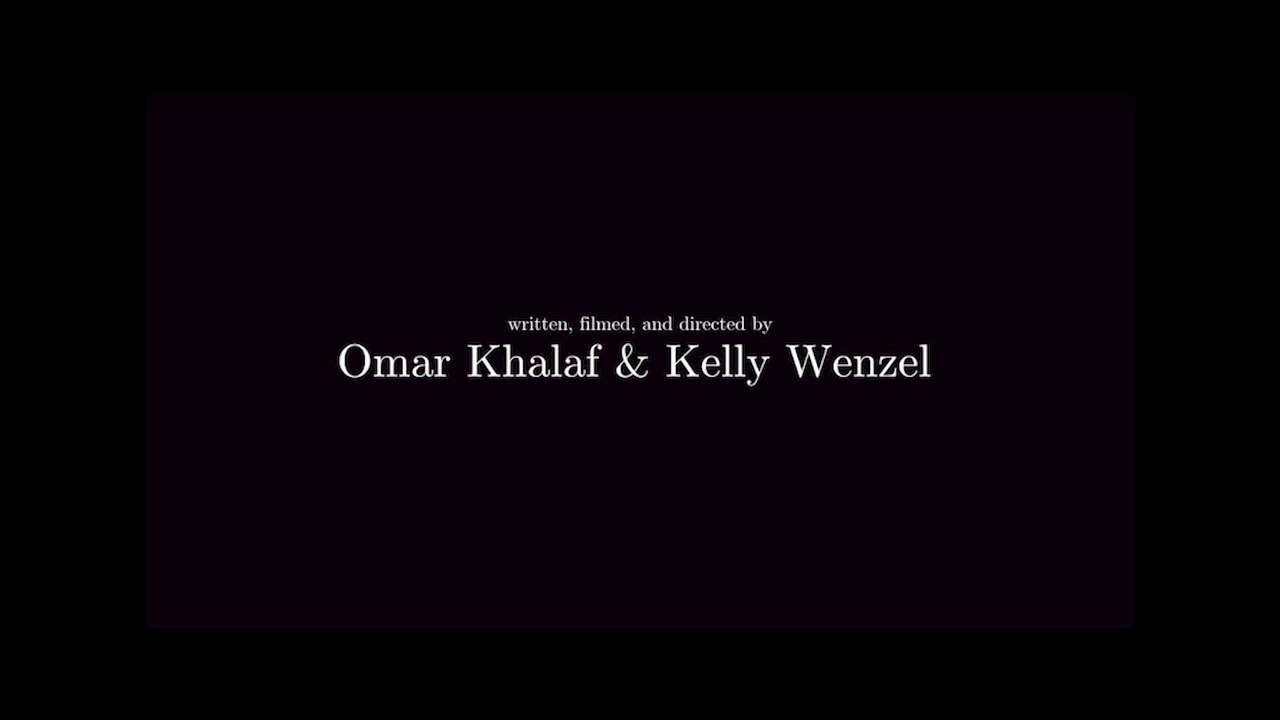 written, filmed, and directed by
Omar Khalaf & Kelly Wenzel